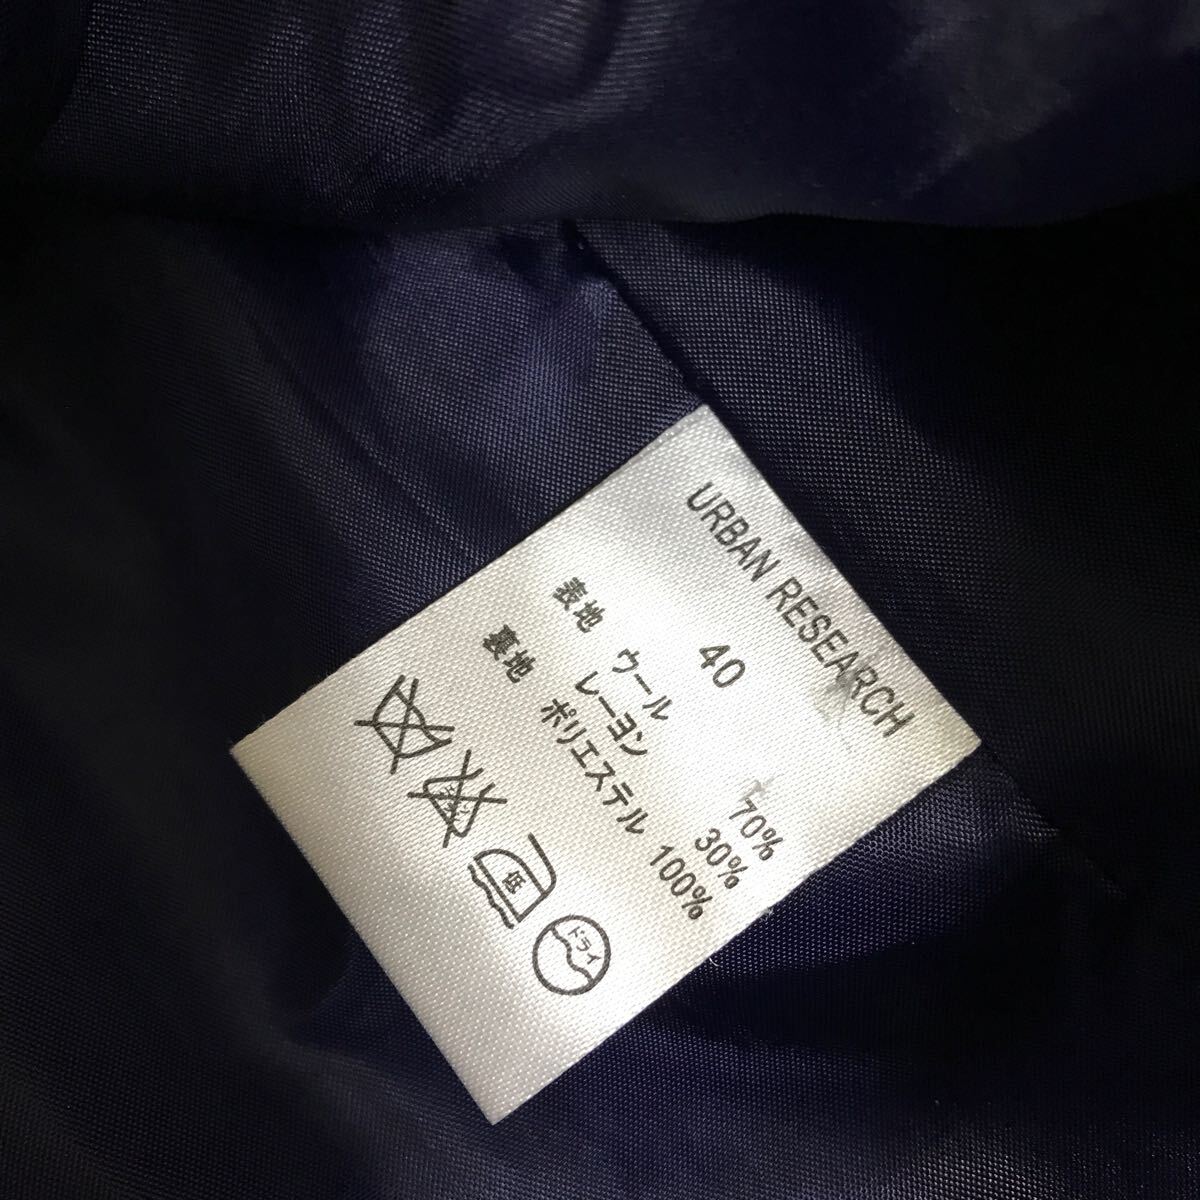 URBAN RESEARCH
40
表地 ウール 70%
レーヨン 30%
裏地 ポリエステル 100%
低
ドライ